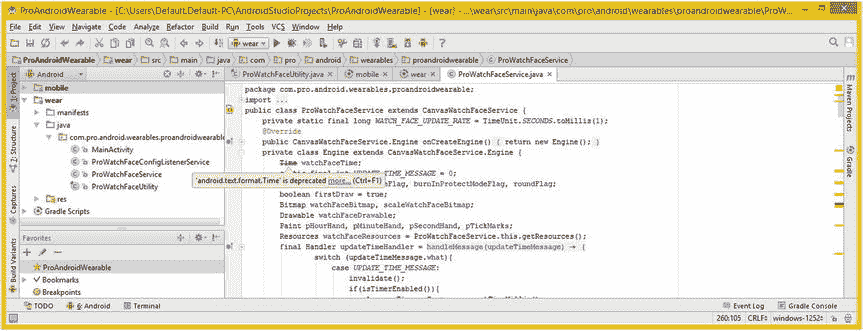 ProAndroidWearable - [C:\Users\Default.Default-PC\AndroidStudioProjects\ProAndroidWearable] - [wear] - ...\wear\src\main\java\com\pro\android\wearables\proandroidwearable\ProW...
File Edit View Navigate Code Analyze Refactor Build Run Tools VCS Window Help
wear
ProAndroidWearable wear src main java com pro android wearables proandroidwearable ProWatchFaceService
Android
ProWatchFaceUtility.java mobile wear ProWatchFaceService.java
1: Project
Structure
Captures
Build Variants
Maven Projects
Gradle
mobile
wear
manifests
java
com.pro.android.wearables.proandroidwearable
MainActivity
ProWatchFaceConfigListenerService
ProWatchFaceService
ProWatchFaceUtility
res
Gradle Scripts
Favorites
ProAndroidWearable
Bookmarks
Breakpoints
package com.pro.android.wearables.proandroidwearable;
import ...
public class ProWatchFaceService extends CanvasWatchFaceService {
private static final long WATCH_FACE_UPDATE_RATE = TimeUnit.SECONDS.toMillis(1);
@Override
public CanvasWatchFaceService.Engine onCreateEngine() { return new Engine(); }
private class Engine extends CanvasWatchFaceService.Engine {
Time watchFaceTime;
UPDATE_TIME_MESSAGE = 0;
'android.text.format.Time' is deprecated more... (Ctrl+F1)
Flag, burnInProtectModeFlag, roundFlag;
boolean firstDraw = true;
Bitmap watchFaceBitmap, scaleWatchFaceBitmap;
Drawable watchFaceDrawable;
Paint pHourHand, pMinuteHand, pSecondHand, pTickMarks;
Resources watchFaceResources = ProWatchFaceService.this.getResources();
final Handler updateTimeHandler = handleMessage(updateTimeMessage) → {
switch (updateTimeMessage.what){
case UPDATE_TIME_MESSAGE:
invalidate();
if(isTimerEnabled()){
TODO 6: Android Terminal Event Log Gradle Console
260:105 CRLF÷ windows-1252÷